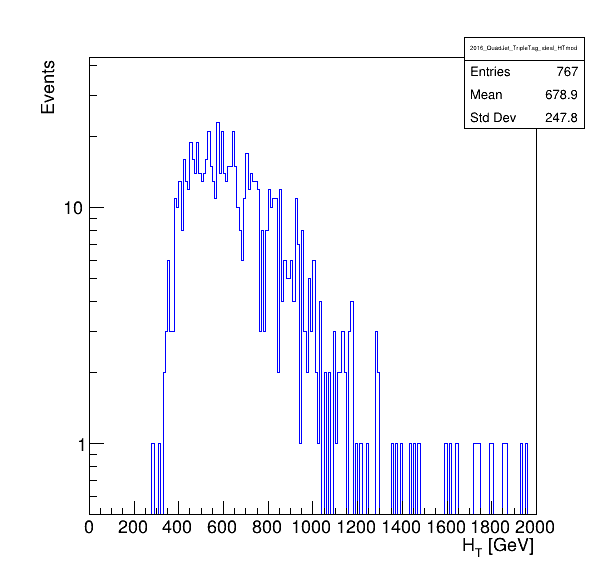 2016_QuadJet_TripleTag_ideal_HTmod
Entries 767
Mean 678.9
Std Dev 247.8
Events
10
1
0 200 400 600 800 1000 1200 1400 1600 1800 2000
H_T [GeV]